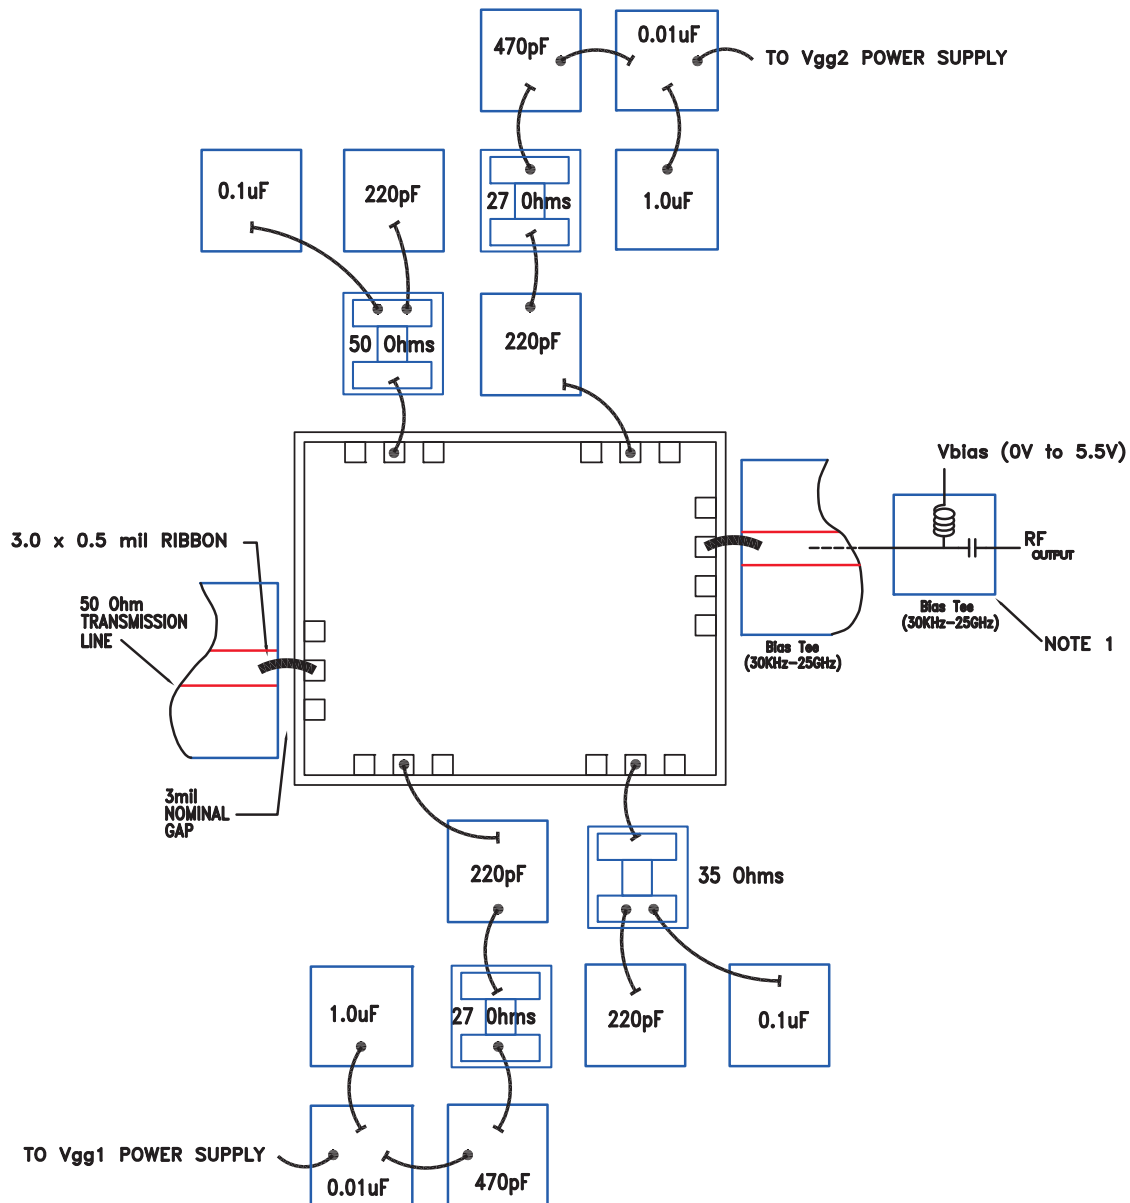 470pF
0.01uF
TO Vgg2 POWER SUPPLY
0.1uF
220pF
27 Ohms
1.0uF
50 Ohms
220pF
Vbias (0V to 5.5V)
3.0 x 0.5 mil RIBBON
RF
OUTPUT
50 Ohm
TRANSMISSION
LINE
Bias Tee
(30KHz-25GHz)
NOTE 1
Bias Tee
(30KHz-25GHz)
3mil
NOMINAL
GAP
220pF
35 Ohms
1.0uF
27 Ohms
220pF
0.1uF
TO Vgg1 POWER SUPPLY
0.01uF
470pF